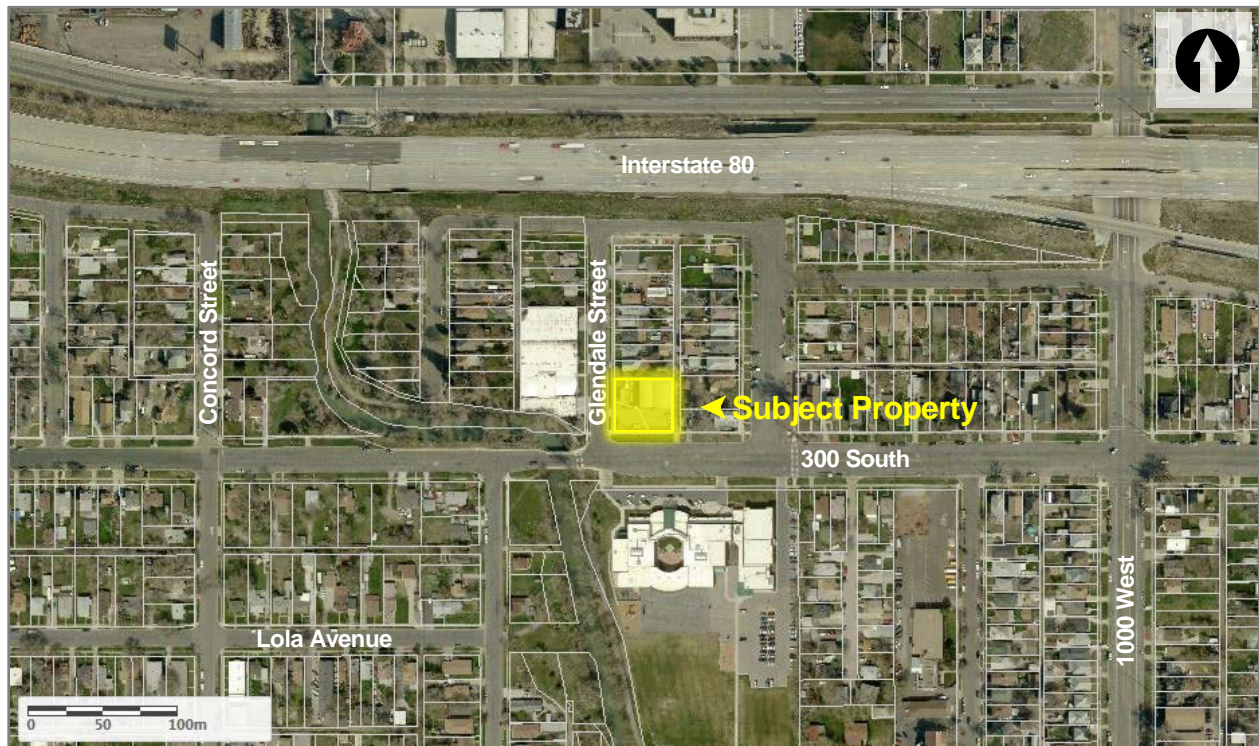 Interstate 80
Concord Street
Glendale Street
Subject Property
300 South
1000 West
Lola Avenue
0 50 100m